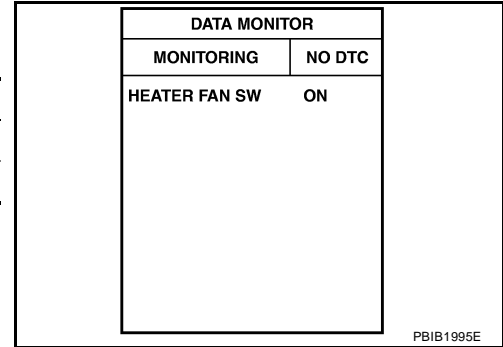 DATA MONITOR
MONITORING NO DTC
HEATER FAN SW ON
PBIB1995E